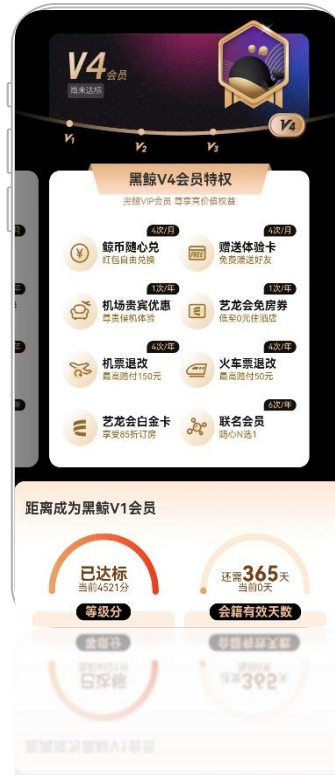 V4会员
尚未达标
V1
V2
V3
V4
黑鲸V4会员特权
黑鲸VIP会员 尊享高价值权益
4次/月
鲸币随心兑
红包自由兑换
4次/月
FREE
赠送体验卡
免费赠送好友
1次/年
机场贵宾优惠
尊贵候机体验
1次/年
艺龙会免房券
低至0元住酒店
4次/年
机票退改
最高赔付150元
4次/年
火车票退改
最高赔付50元
艺龙会白金卡
享受85折订房
6次/年
联名会员
随心N选1
距离成为黑鲸V1会员
已达标
当前4521分
等级分
还需365天
当前0天
会籍有效天数